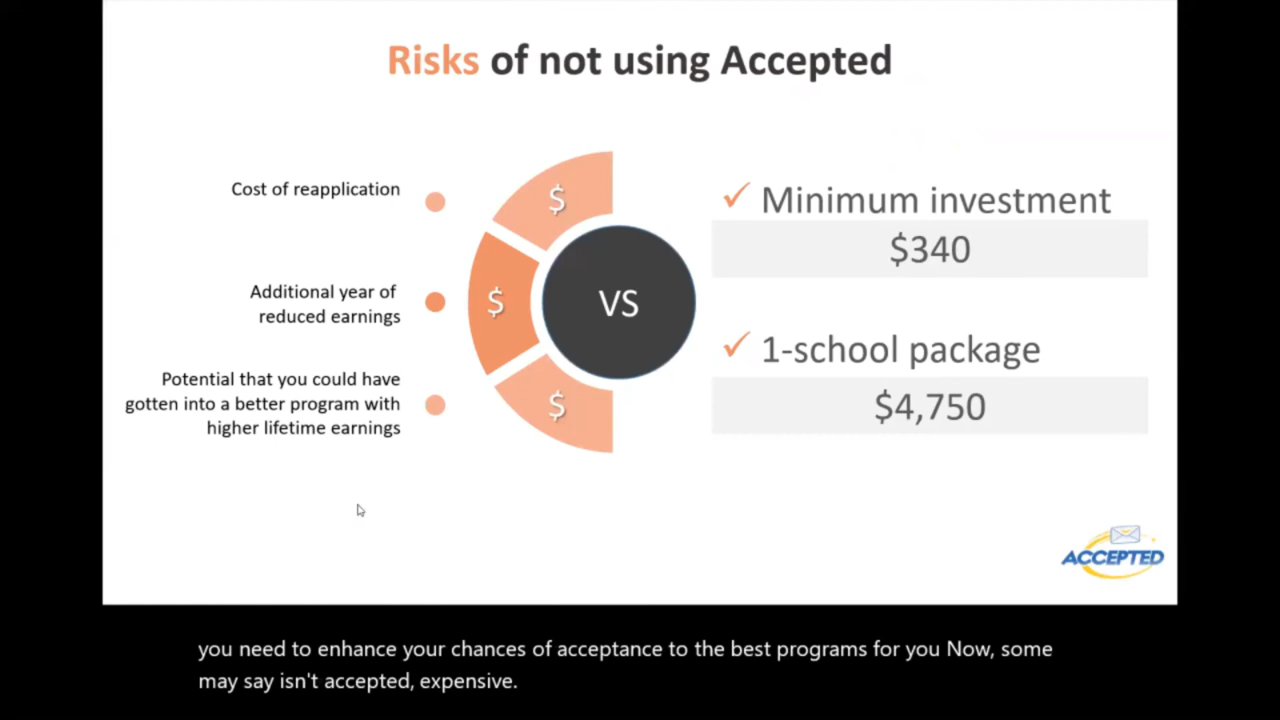 Risks of not using Accepted
Cost of reapplication
Additional year of
reduced earnings
Potential that you could have
gotten into a better program with
higher lifetime earnings
$
$
$
VS
✓ Minimum investment
$340
✓ 1-school package
$4,750
ACCEPTED
you need to enhance your chances of acceptance to the best programs for you Now, some
may say isn't accepted, expensive.